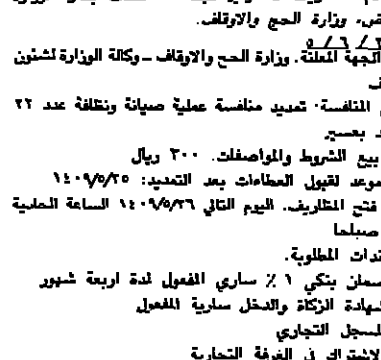 ض، وزارة الحج والاوقاف.
٢ / ٦ / ٥
الجهة المعلنة. وزارة الحج والاوقاف ـ وكالة الوزارة لشئون
ف
المنافسة: تمديد منافسة عملية صيانة ونظافة عدد ٢٢
د بعسير
بيع الشروط والمواصفات. ٣٠٠ ريال
موعد لقبول العطاءات بعد التمديد: ١٤٠٩/٥/٢٥
فتح المظاريف. اليوم التالي ١٤٠٩/٥/٢٦ الساعة الحادية
صباحا
ندات المطلوبة.
ضمان بنكي ١ ٪ ساري المفعول لمدة اربعة شهور
شهادة الزكاة والدخل سارية المفعول
لسجل التجاري
الاشتراك في الغرفة التجارية